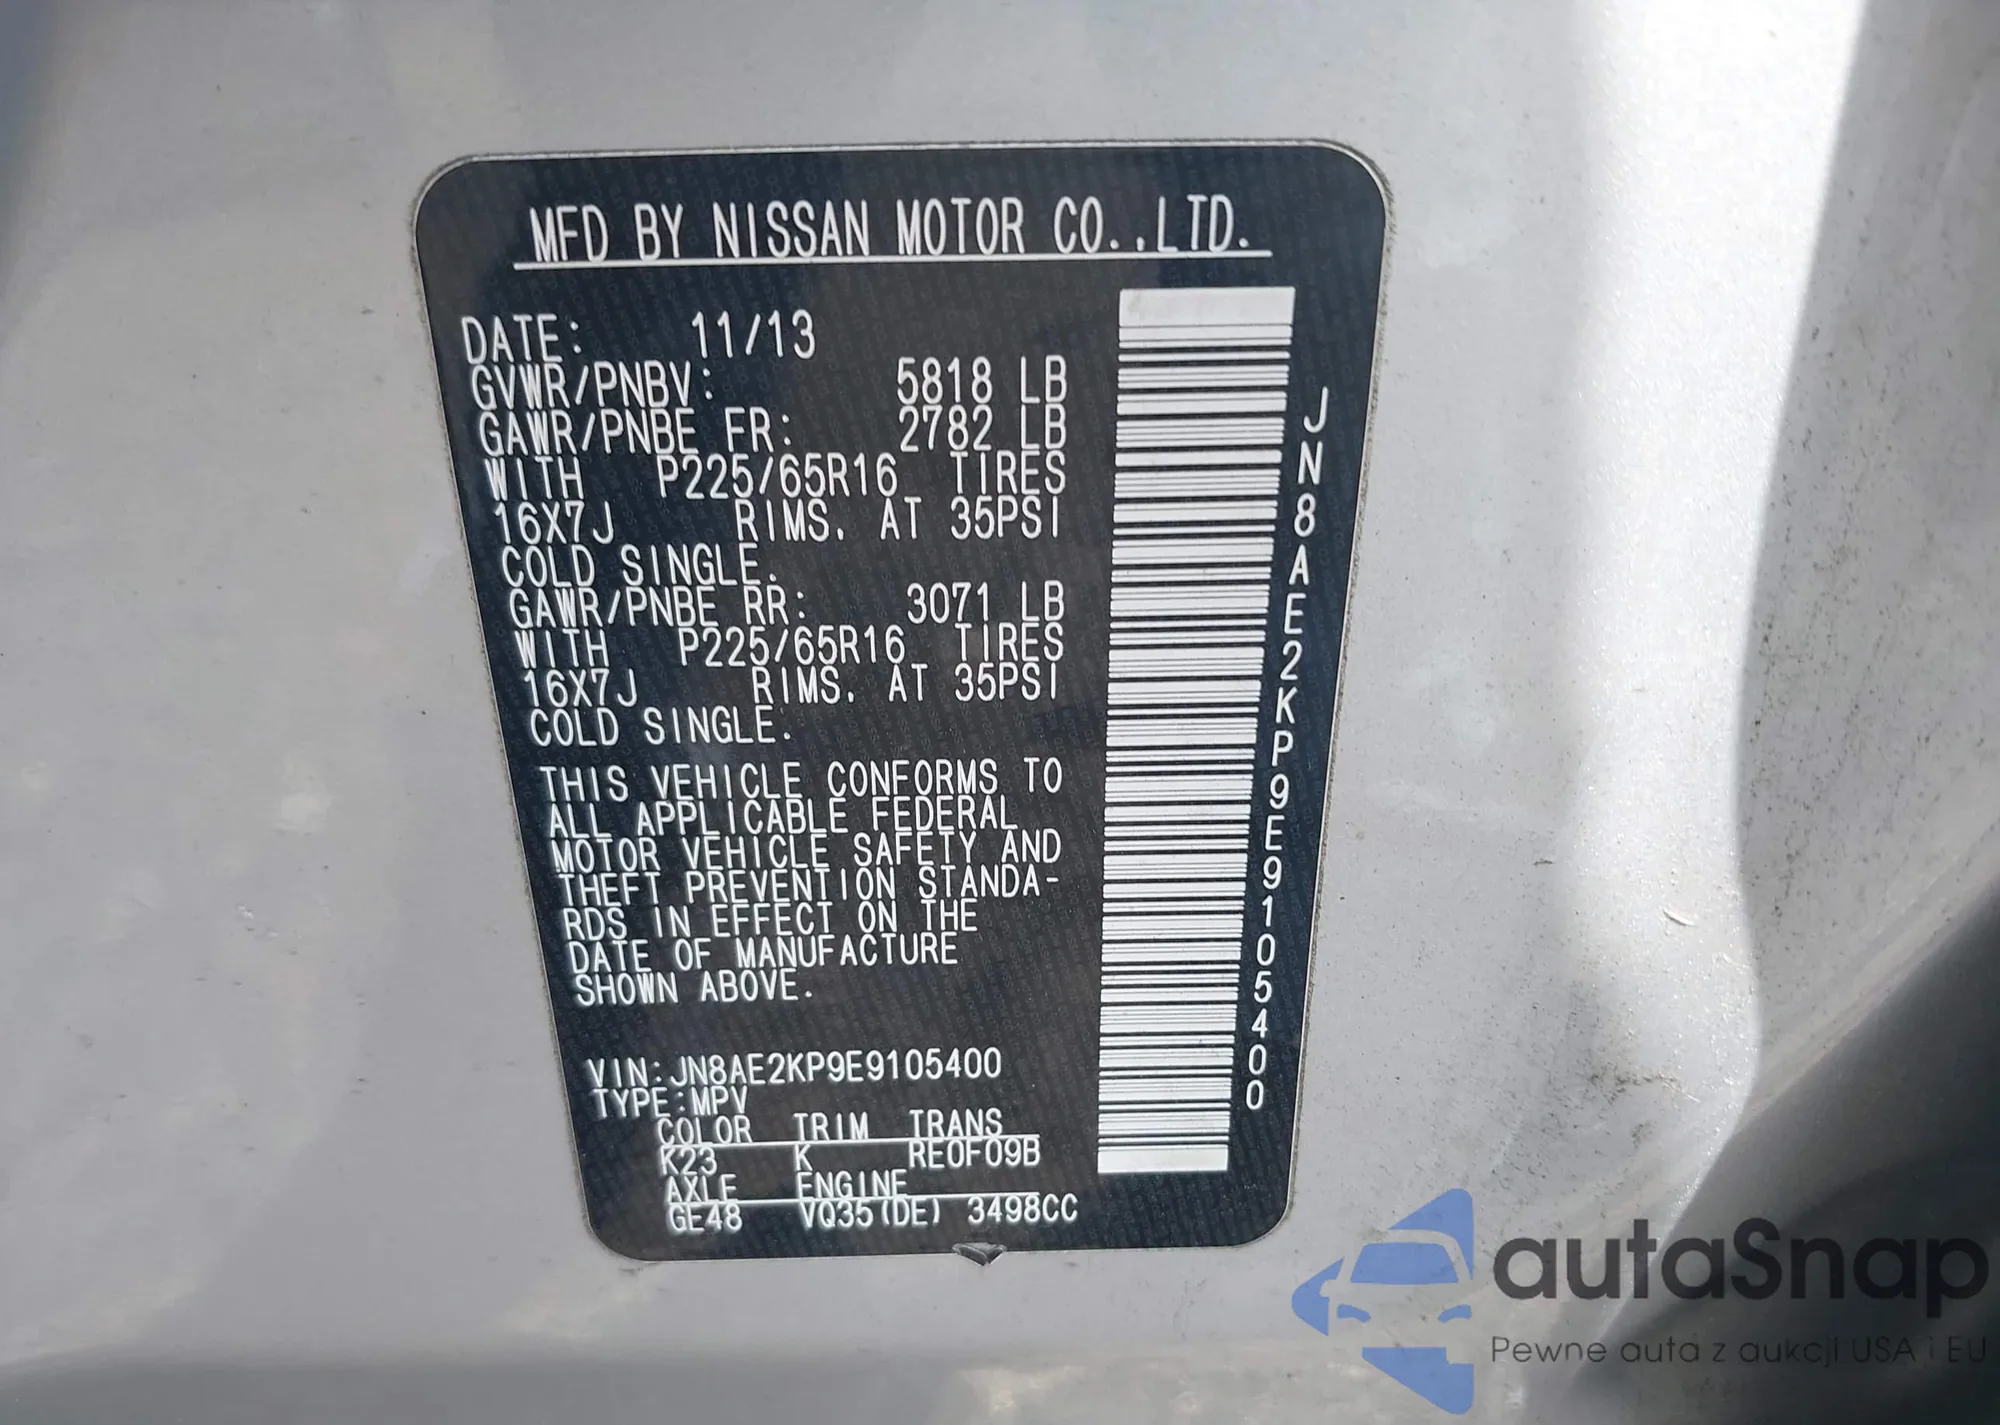 MFD BY NISSAN MOTOR CO.,LTD.
DATE: 11/13
GVWR/PNBV: 5818 LB
GAWR/PNBE FR: 2782 LB
WITH P225/65R16 TIRES
16X7J RIMS. AT 35PSI
COLD SINGLE.
GAWR/PNBE RR: 3071 LB
WITH P225/65R16 TIRES
16X7J RIMS. AT 35PSI
COLD SINGLE.
THIS VEHICLE CONFORMS TO
ALL APPLICABLE FEDERAL
MOTOR VEHICLE SAFETY AND
THEFT PREVENTION STANDA-
RDS IN EFFECT ON THE
DATE OF MANUFACTURE
SHOWN ABOVE.
VIN:JN8AE2KP9E9105400
TYPE:MPV
COLOR TRIM TRANS
K23 K RE0F09B
AXLE ENGINE
GE48 VQ35(DE) 3498CC
JN8AE2KP9E9105400
autaSnap
Pewne auta z aukcji USA i EU